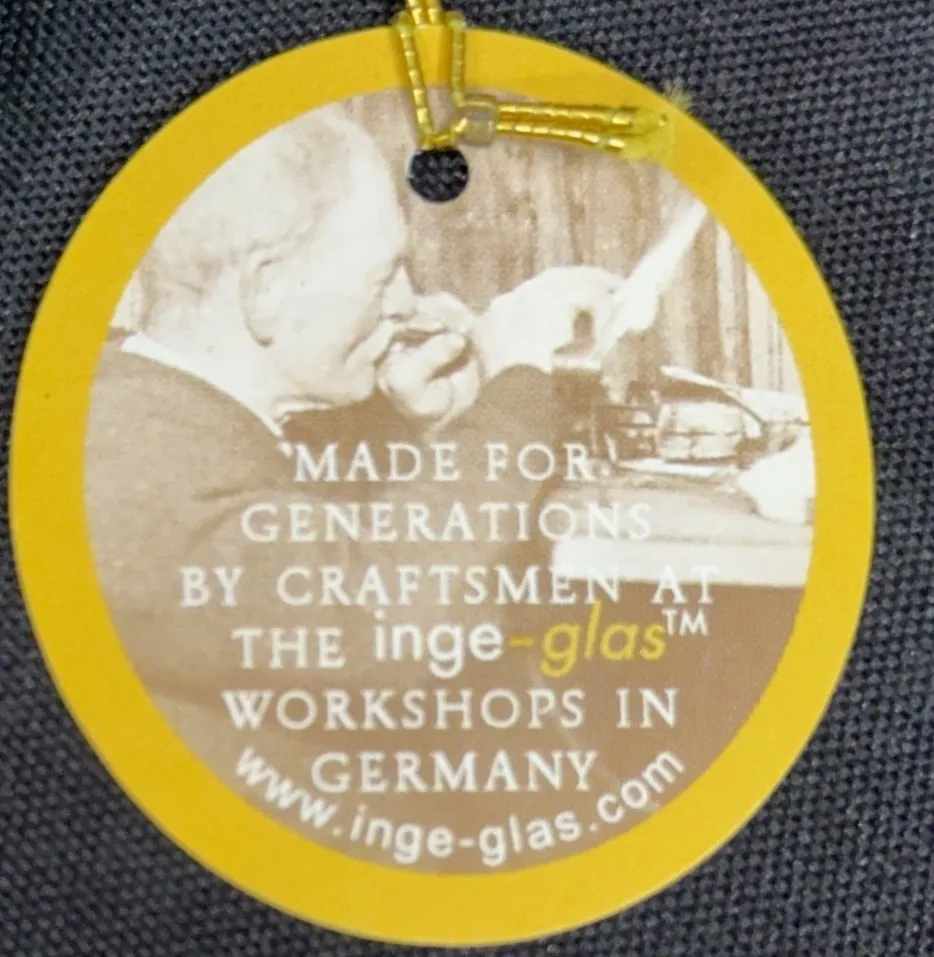 MADE FOR
GENERATIONS
BY CRAFTSMEN AT
THE inge-glas™
WORKSHOPS IN
GERMANY
www.inge-glas.com